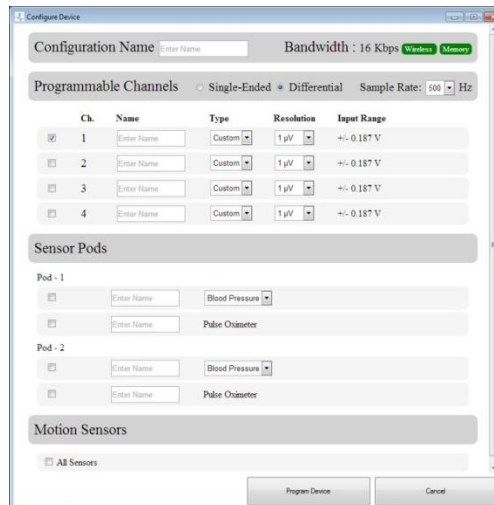 Configure Device
Configuration Name Enter Name Bandwidth : 16 Kbps Wireless Memory
Programmable Channels Single-Ended Differential Sample Rate: 500 Hz
Ch. Name Type Resolution Input Range
1 Enter Name Custom 1 µV +/- 0.187 V
2 Enter Name Custom 1 µV +/- 0.187 V
3 Enter Name Custom 1 µV +/- 0.187 V
4 Enter Name Custom 1 µV +/- 0.187 V
Sensor Pods
Pod - 1
Enter Name Blood Pressure
Enter Name Pulse Oximeter
Pod - 2
Enter Name Blood Pressure
Enter Name Pulse Oximeter
Motion Sensors
All Sensors
Program Device Cancel